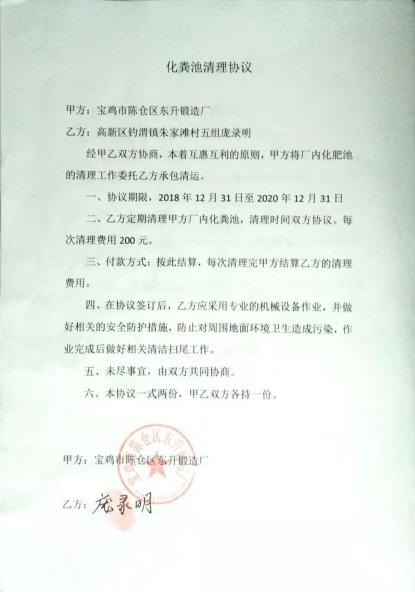 化粪池清理协议
甲方：宝鸡市陈仓区东升锻造厂
乙方：高新区钓渭镇朱家滩村五组庞录明
经甲乙双方协商，本着互惠互利的原则，甲方将厂内化肥池
的清理工作委托乙方承包清运。
一、协议期限，2018 年 12 月 31 日至 2020 年 12 月 31 日
二、乙方定期清理甲方厂内化粪池，清理时间双方协议。每
次清理费用 200 元。
三、付款方式：按此结算，每次清理完甲方结算乙方的清理
费用。
四、在协议签订后，乙方应采用专业的机械设备作业，并做
好相关的安全防护措施，防止对周围地面环境卫生造成污染，作
业完成后做好相关清洁扫尾工作。
五、未尽事宜，由双方共同协商。
六、本协议一式两份，甲乙双方各持一份。
宝鸡市陈仓区东升锻造厂
甲方：宝鸡市陈仓区东升锻造厂
乙方：庞录明